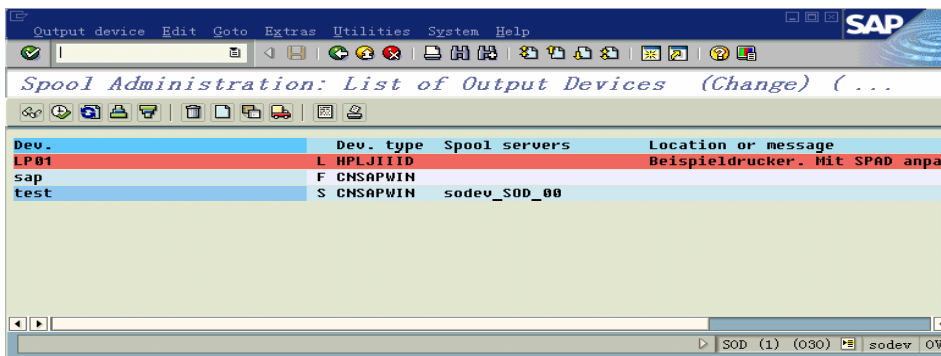 Output device Edit Goto Extras Utilities System Help
SAP
Spool Administration: List of Output Devices (Change) (...
Dev. Dev. type Spool servers Location or message
LP01 L HPLJIIID Beispieldrucker. Mit SPAD anpa
sap F CNSAPWIN
test S CNSAPWIN sodev_SOD_00
SOD (1) (030) sodev OV